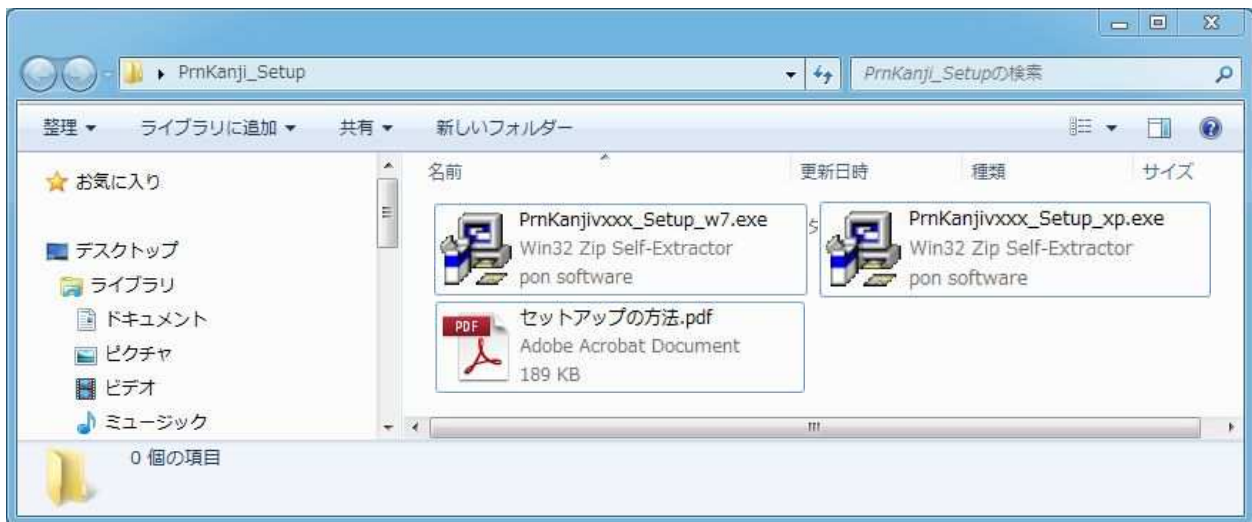 PrnKanji_Setup
PrnKanji_Setupの検索
整理
ライブラリに追加
共有
新しいフォルダー
お気に入り
デスクトップ
ライブラリ
ドキュメント
ピクチャ
ビデオ
ミュージック
名前
更新日時
種類
サイズ
PrnKanjivxxx_Setup_w7.exe
Win32 Zip Self-Extractor
pon software
5
PrnKanjivxxx_Setup_xp.exe
Win32 Zip Self-Extractor
pon software
PDF
セットアップの方法.pdf
Adobe Acrobat Document
189 KB
0 個の項目